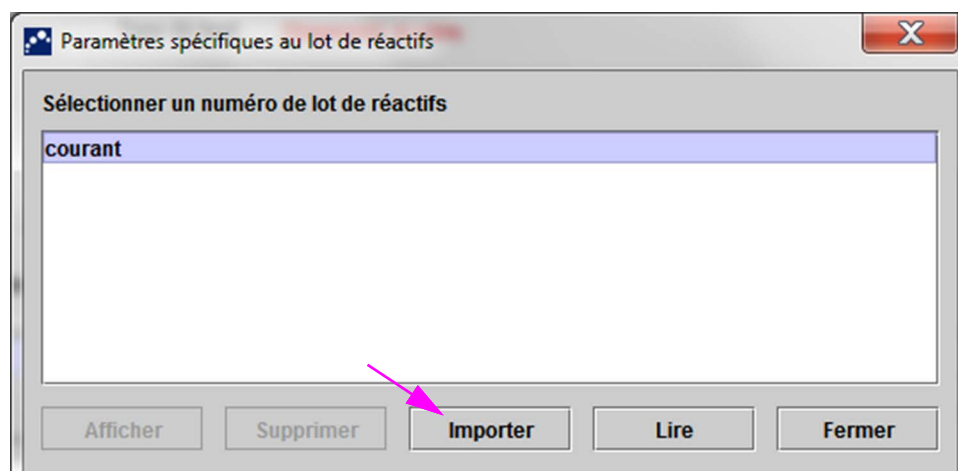 Paramètres spécifiques au lot de réactifs
Sélectionner un numéro de lot de réactifs
courant
Afficher Supprimer Importer Lire Fermer